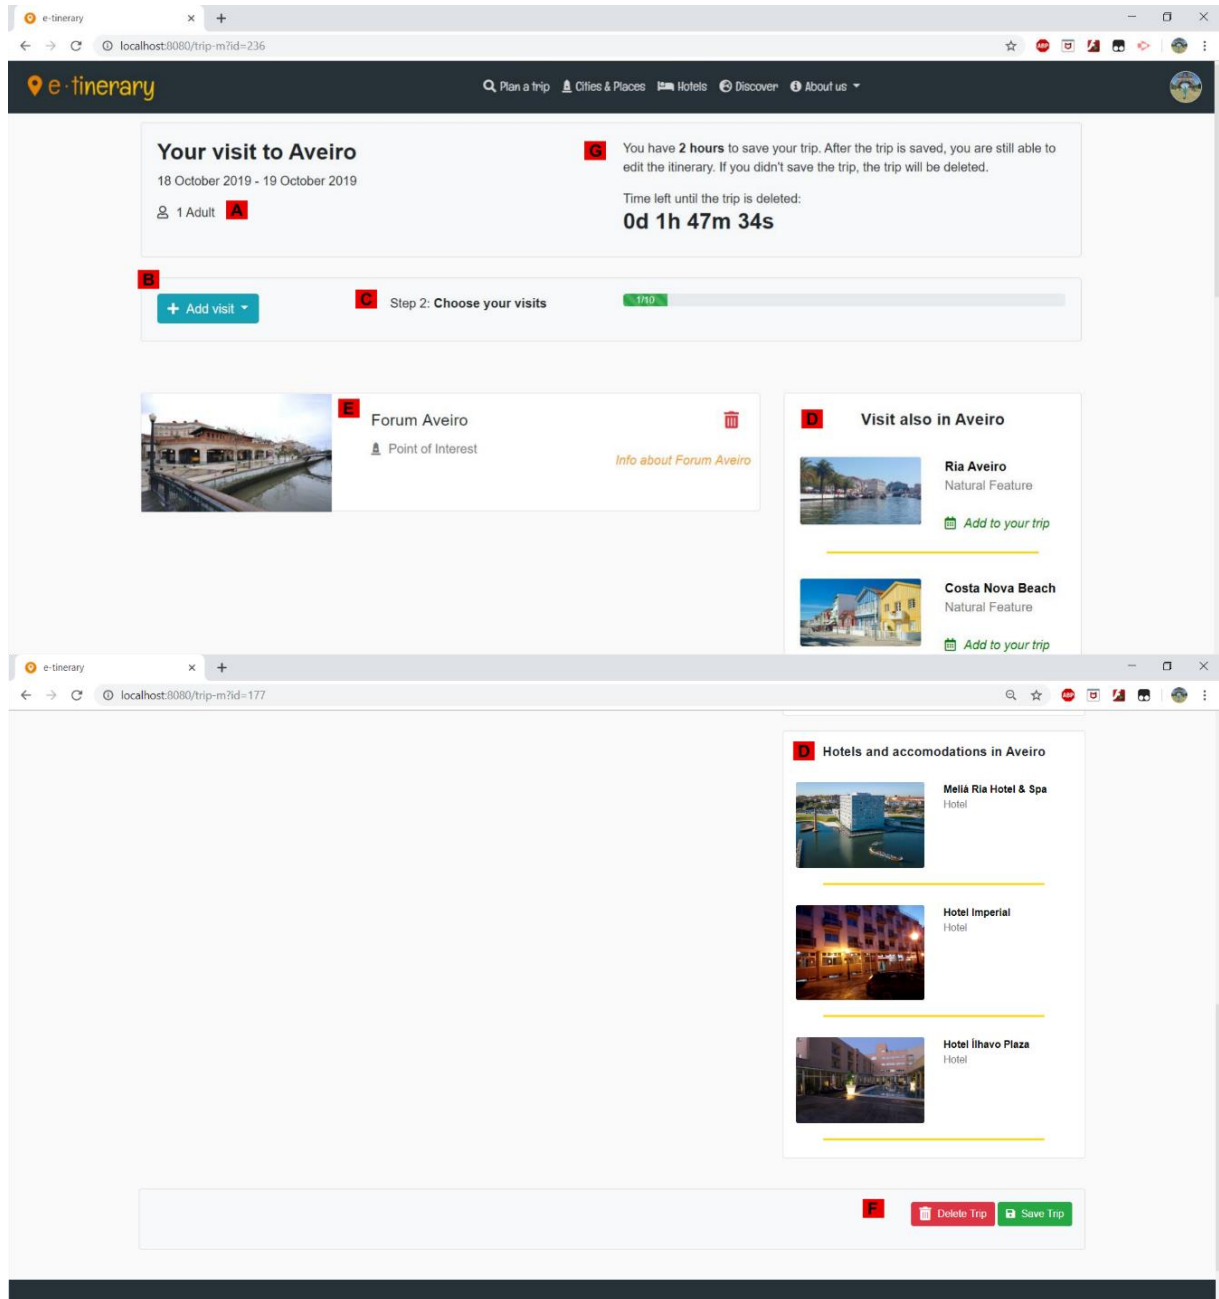 e-tinerary
localhost:8080/trip-m?id=236
ABP
e·tinerary
Plan a trip Cities & Places Hotels Discover About us
Your visit to Aveiro
18 October 2019 - 19 October 2019
1 Adult A
G You have 2 hours to save your trip. After the trip is saved, you are still able to
edit the itinerary. If you didn't save the trip, the trip will be deleted.
Time left until the trip is deleted:
0d 1h 47m 34s
B
+ Add visit
C Step 2: Choose your visits
1/10
E Forum Aveiro
Point of Interest
Info about Forum Aveiro
D Visit also in Aveiro
Ria Aveiro
Natural Feature
Add to your trip
Costa Nova Beach
Natural Feature
Add to your trip
e-tinerary
localhost:8080/trip-m?id=177
ABP
D Hotels and accomodations in Aveiro
Meliá Ria Hotel & Spa
Hotel
Hotel Imperial
Hotel
Hotel Ílhavo Plaza
Hotel
F Delete Trip Save Trip